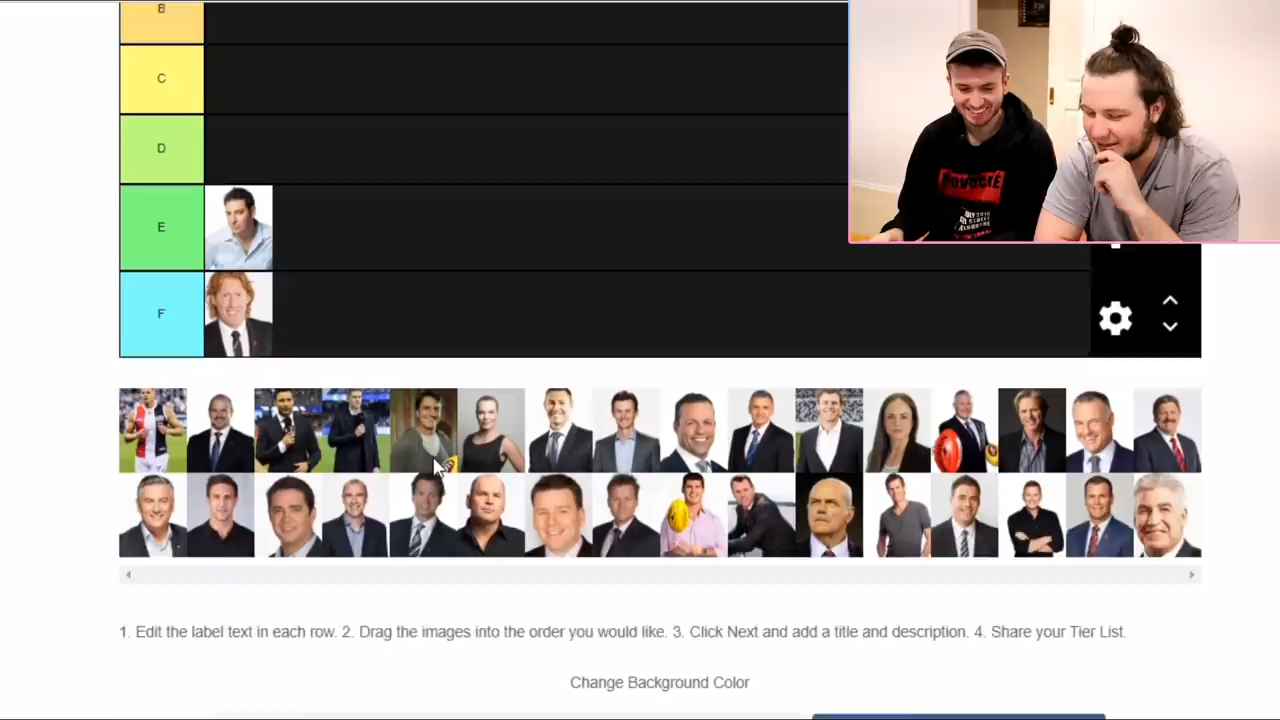 B
C
D
E
F
1. Edit the label text in each row. 2. Drag the images into the order you would like. 3. Click Next and add a title and description. 4. Share your Tier List.
Change Background Color